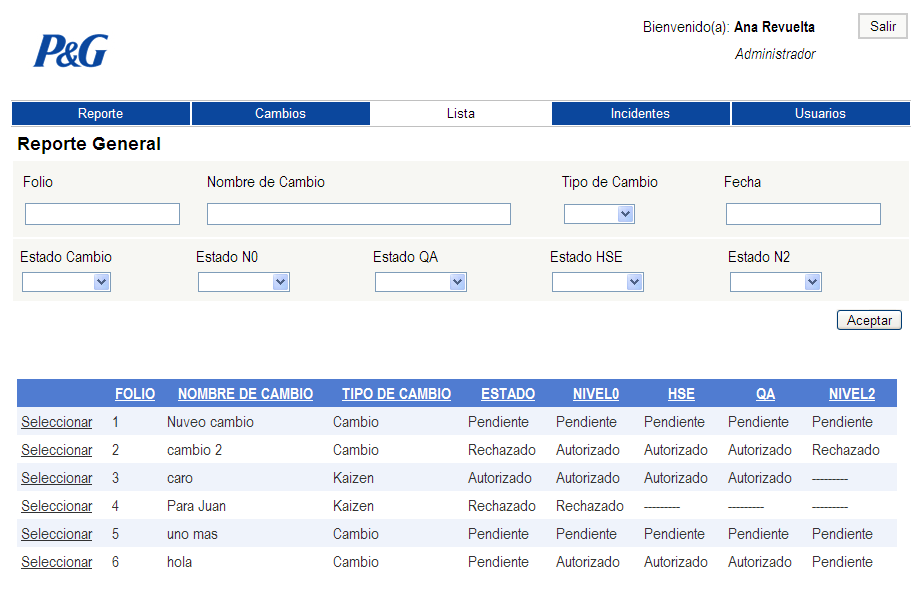 P&G
Bienvenido(a): Ana Revuelta
Salir
Administrador
Reporte Cambios Lista Incidentes Usuarios
Reporte General
Folio Nombre de Cambio Tipo de Cambio Fecha
Estado Cambio Estado N0 Estado QA Estado HSE Estado N2
Aceptar
FOLIO NOMBRE DE CAMBIO TIPO DE CAMBIO ESTADO NIVEL0 HSE QA NIVEL2
Seleccionar 1 Nuveo cambio Cambio Pendiente Pendiente Pendiente Pendiente Pendiente
Seleccionar 2 cambio 2 Cambio Rechazado Autorizado Autorizado Autorizado Rechazado
Seleccionar 3 caro Kaizen Autorizado Autorizado Autorizado Autorizado ---------
Seleccionar 4 Para Juan Kaizen Rechazado Rechazado --------- --------- ---------
Seleccionar 5 uno mas Cambio Pendiente Pendiente Pendiente Pendiente Pendiente
Seleccionar 6 hola Cambio Pendiente Autorizado Autorizado Autorizado Pendiente